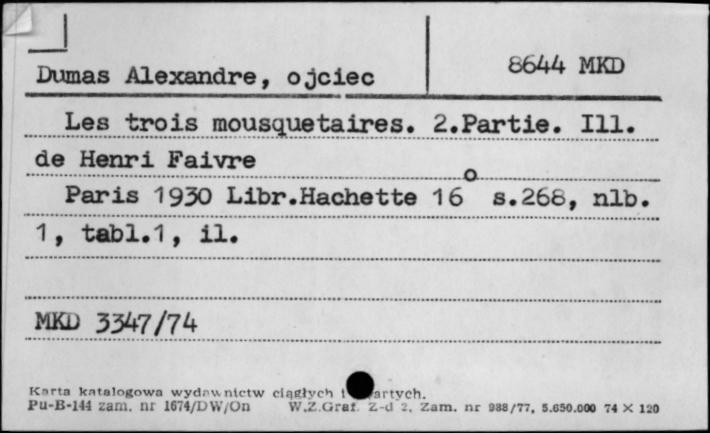 Dumas Alexandre, ojciec
8644 MKD
Les trois mousquetaires. 2.Partie. Ill.
de Henri Faivre
Paris 1930 Libr.Hachette 16° s.268, nlb.
1, tabl.1, il.
MKD 3347/74
Karta katalogowa wydawnictw ciągłych i artych.
Pu-B-144 zam. nr 1674/DW/On W.Z.Graf. Z-d 2, Zam. nr 988/77, 5.650.000 74 × 120